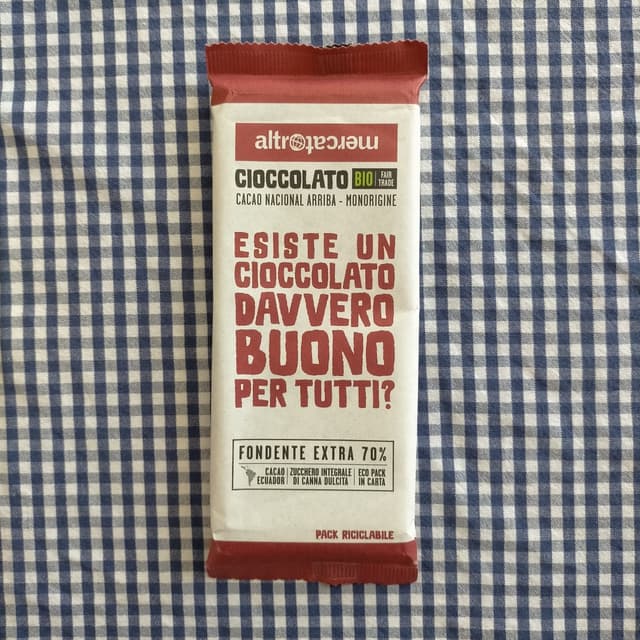 altromercato
CIOCCOLATO BIO FAIR TRADE
CACAO NACIONAL ARRIBA - MONORIGINE
ESISTE UN
CIOCCOLATO
DAVVERO
BUONO
PER TUTTI?
FONDENTE EXTRA 70%
CACAO ECUADOR
ZUCCHERO INTEGRALE DI CANNA DULCITA
ECO PACK IN CARTA
PACK RICICLABILE